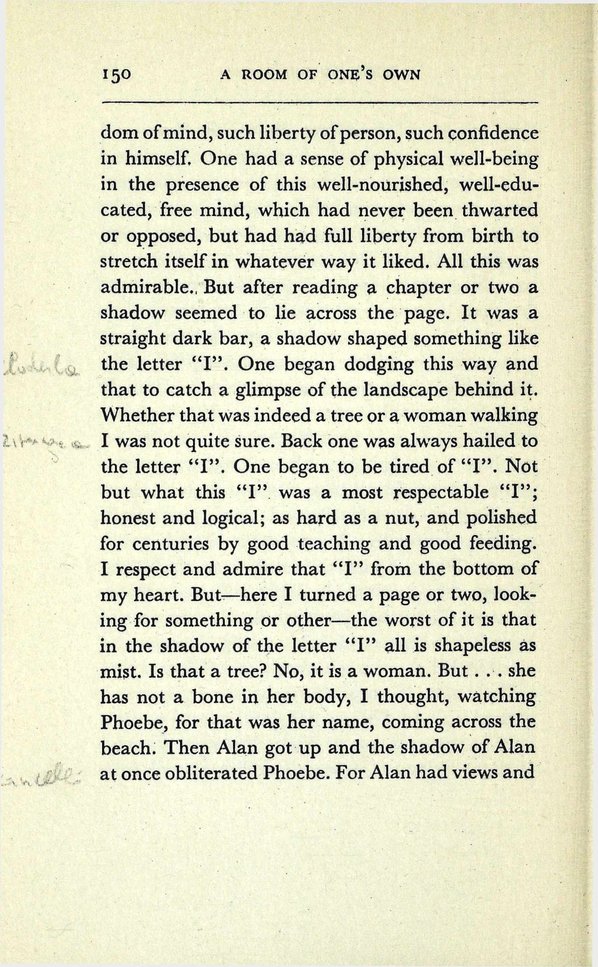 150 A ROOM OF ONE'S OWN
dom of mind, such liberty of person, such confidence
in himself. One had a sense of physical well-being
in the presence of this well-nourished, well-edu-
cated, free mind, which had never been thwarted
or opposed, but had had full liberty from birth to
stretch itself in whatever way it liked. All this was
admirable. But after reading a chapter or two a
shadow seemed to lie across the page. It was a
straight dark bar, a shadow shaped something like
the letter “I”. One began dodging this way and
that to catch a glimpse of the landscape behind it.
Whether that was indeed a tree or a woman walking
I was not quite sure. Back one was always hailed to
the letter “I”. One began to be tired of “I”. Not
but what this “I” was a most respectable “I”;
honest and logical; as hard as a nut, and polished
for centuries by good teaching and good feeding.
I respect and admire that “I” from the bottom of
my heart. But—here I turned a page or two, look-
ing for something or other—the worst of it is that
in the shadow of the letter “I” all is shapeless as
mist. Is that a tree? No, it is a woman. But . . . she
has not a bone in her body, I thought, watching
Phoebe, for that was her name, coming across the
beach. Then Alan got up and the shadow of Alan
at once obliterated Phoebe. For Alan had views and